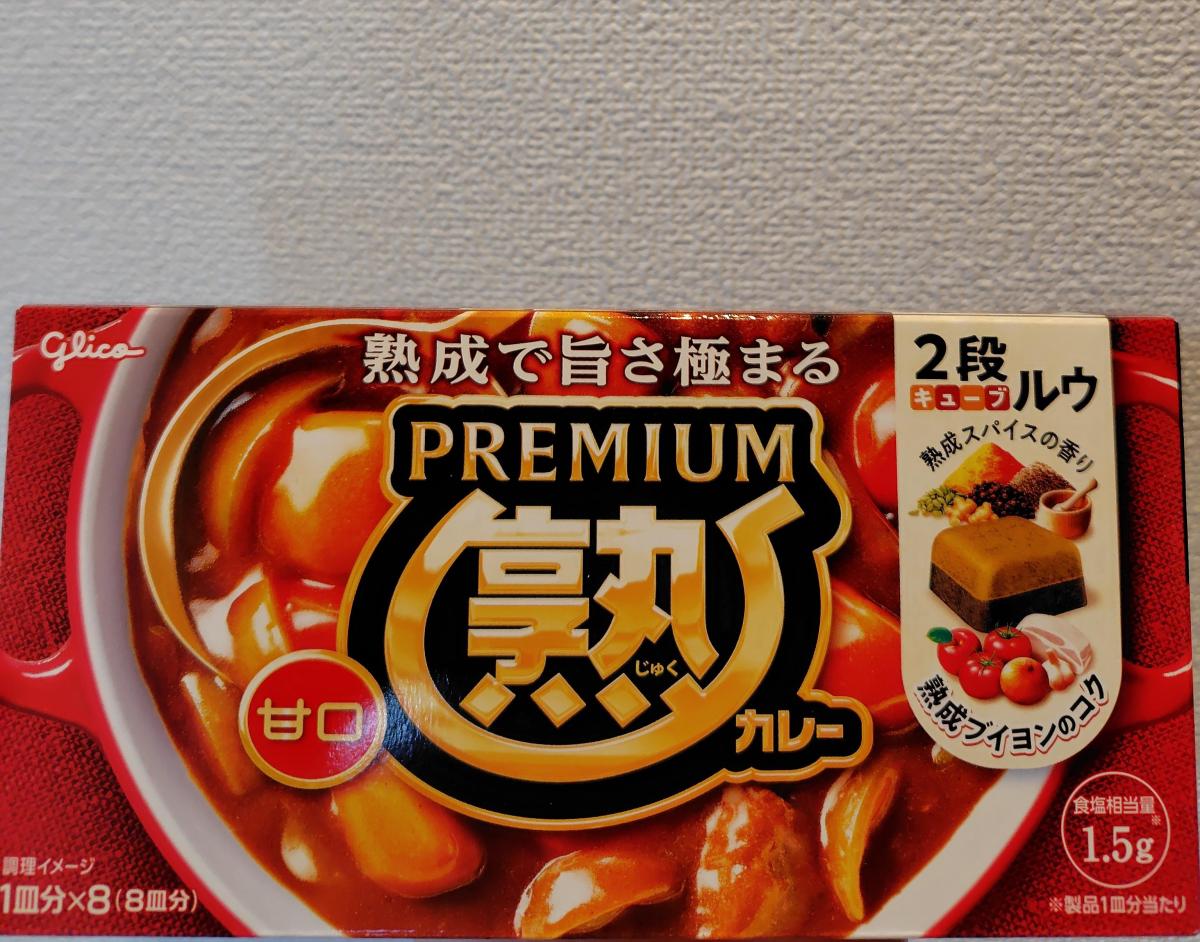 Glico
熟成で旨さ極まる
PREMIUM
熟
じゅく
カレー
甘口
2段
キューブ
ルウ
熟成スパイスの香り
熟成ブイヨンのコク
食塩相当量※
1.5g
※製品1皿分当たり
調理イメージ
1皿分×8(8皿分)